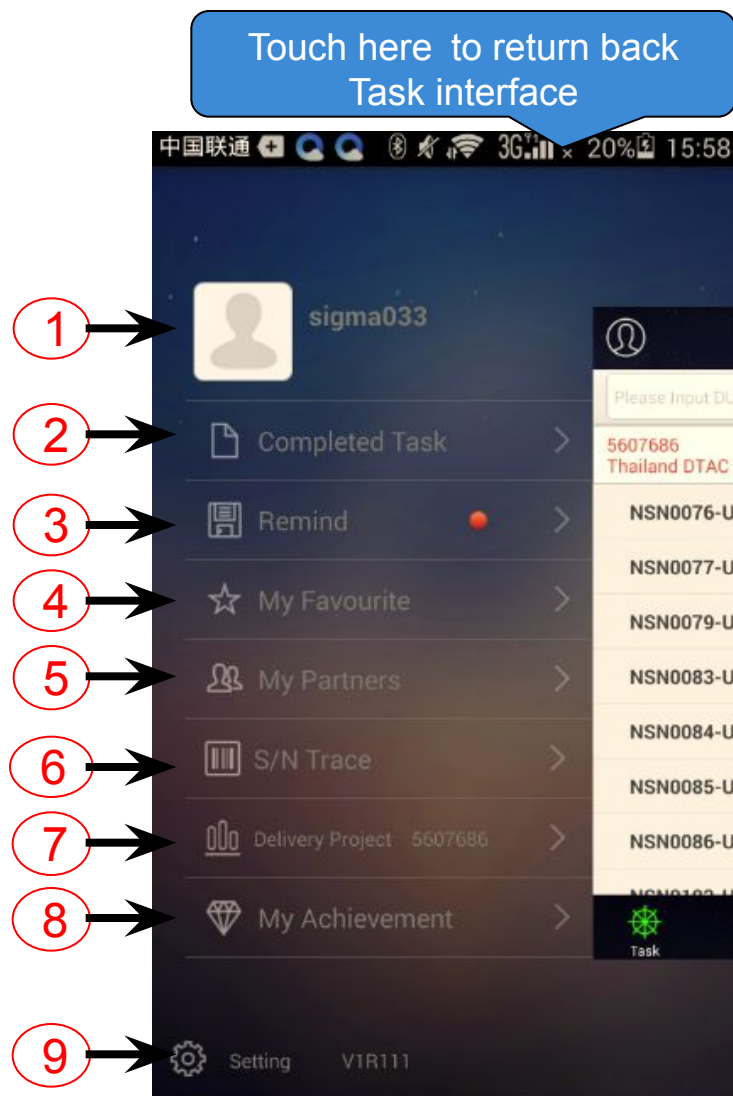 Touch here  to return back
Task interface
中国联通 3G 20% 15:58
1
sigma033
2
Completed Task
3
Remind
4
My Favourite
5
My Partners
6
S/N Trace
7
Delivery Project 5607686
8
My Achievement
9
Setting V1R111
Please Input DU
5607686
Thailand DTAC
NSN0076-U
NSN0077-U
NSN0079-U
NSN0083-U
NSN0084-U
NSN0085-U
NSN0086-U
Task